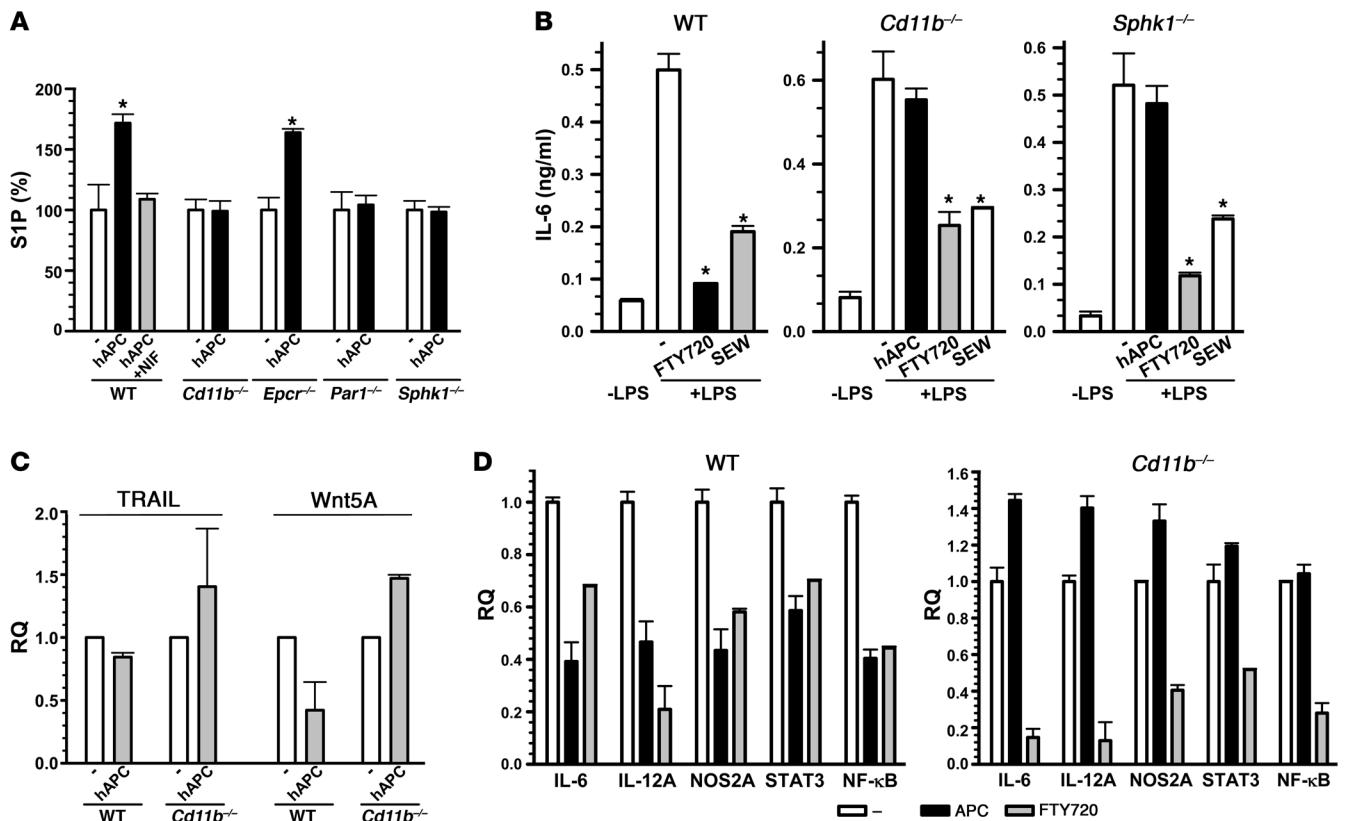 A
S1P (%)
200
150
100
50
0
*
*
-
hAPC
hAPC
+NIF
-
hAPC
-
hAPC
-
hAPC
-
hAPC
WT
Cd11b–/–
Epcr–/–
Par1–/–
Sphk1–/–
B
WT
Cd11b–/–
Sphk1–/–
IL-6 (ng/ml)
0.5
0.4
0.3
0.2
0.1
0.0
*
*
-
FTY720
SEW
-LPS
+LPS
0.6
0.4
0.2
0.0
*
*
-
hAPC
FTY720
SEW
-LPS
+LPS
0.6
0.5
0.4
0.3
0.2
0.1
0.0
*
*
-
hAPC
FTY720
SEW
-LPS
+LPS
C
TRAIL
Wnt5A
RQ
2.0
1.5
1.0
0.5
0.0
-
hAPC
-
hAPC
-
hAPC
-
hAPC
WT
Cd11b–/–
WT
Cd11b–/–
D
WT
RQ
1.0
0.8
0.6
0.4
0.2
0.0
IL-6
IL-12A
NOS2A
STAT3
NF-κB
Cd11b–/–
RQ
1.6
1.4
1.2
1.0
0.8
0.6
0.4
0.2
0.0
IL-6
IL-12A
NOS2A
STAT3
NF-κB
–
APC
FTY720